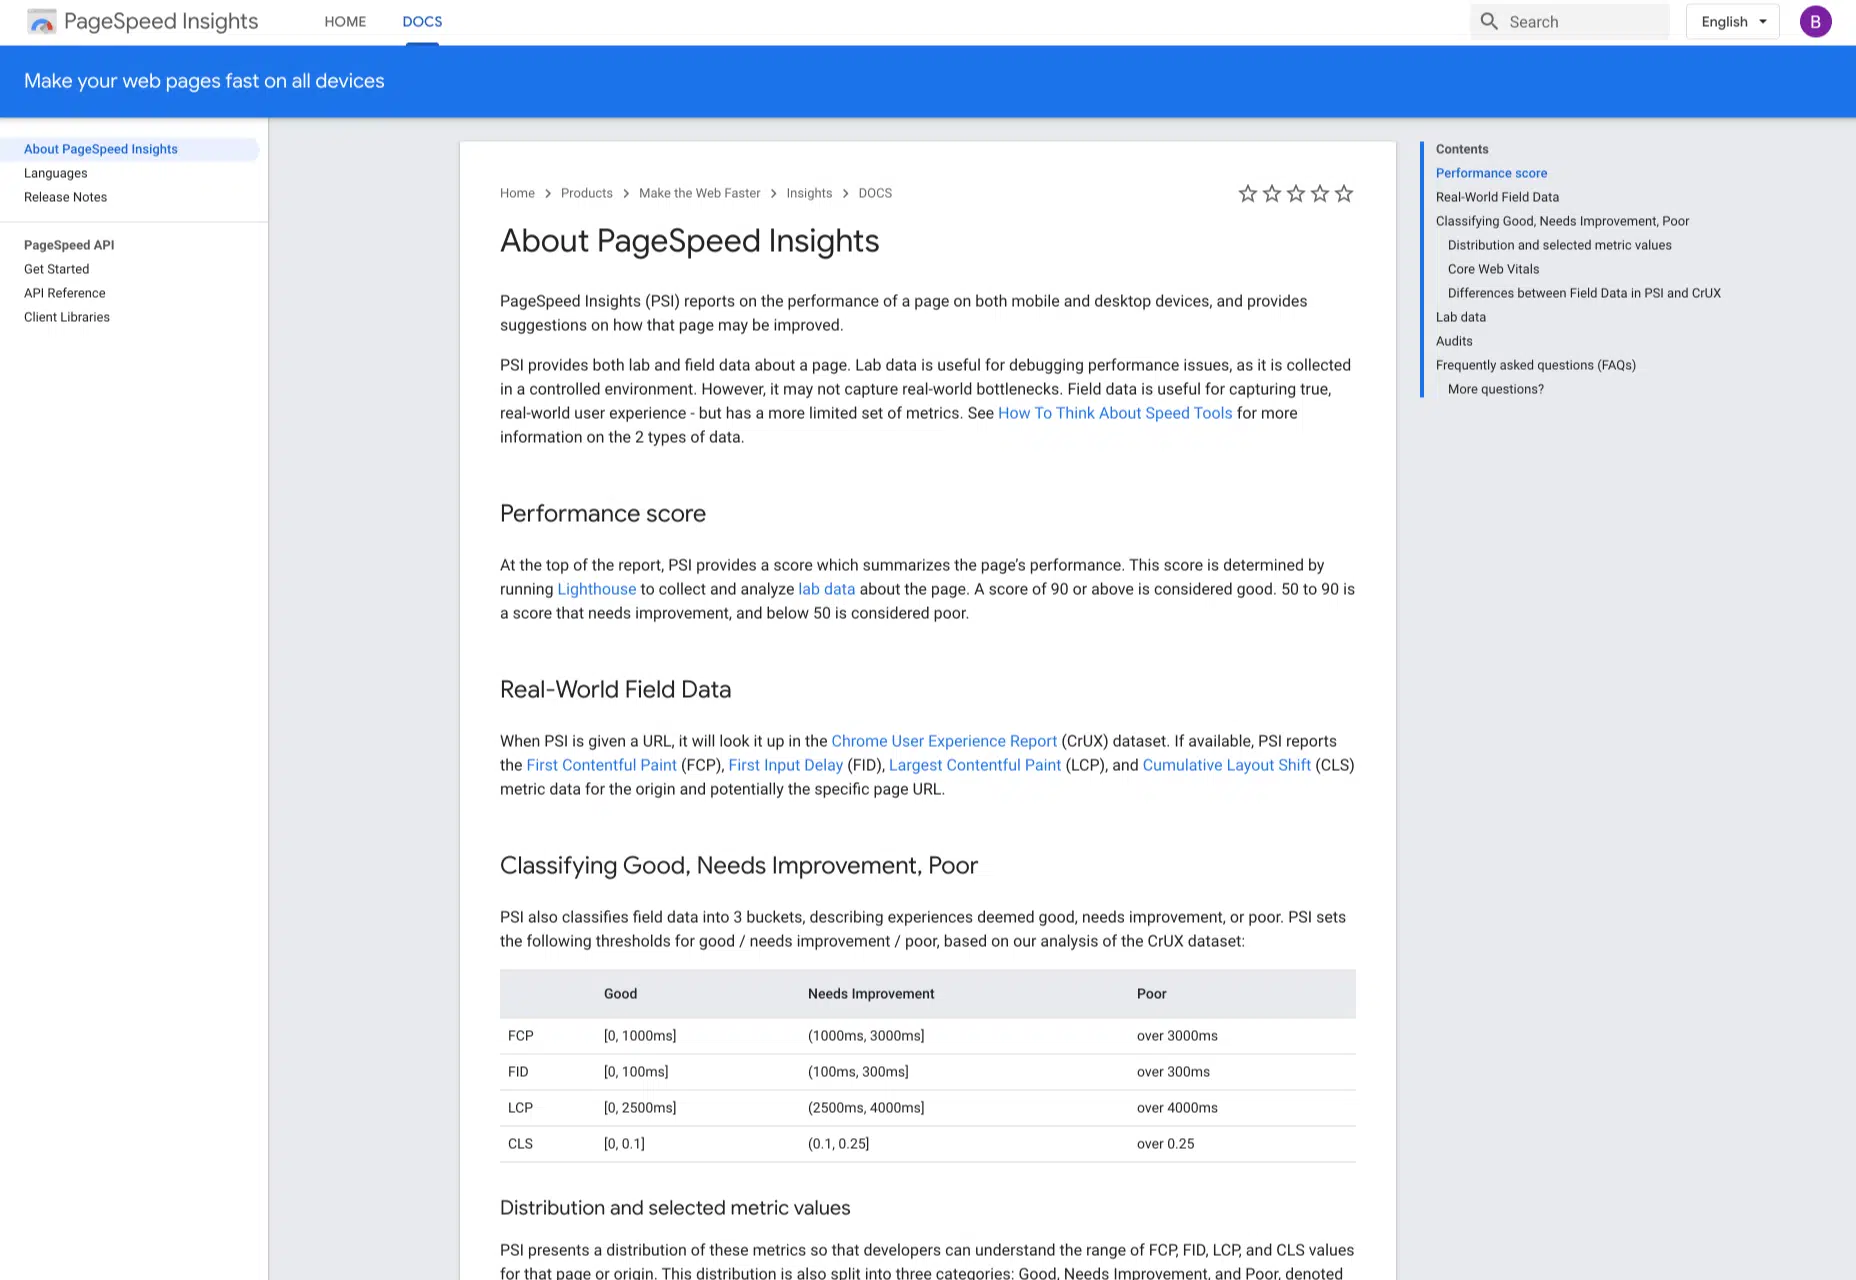 PageSpeed Insights
HOME
DOCS
Search
English
B
Make your web pages fast on all devices
About PageSpeed Insights
Languages
Release Notes
PageSpeed API
Get Started
API Reference
Client Libraries
Home > Products > Make the Web Faster > Insights > DOCS
About PageSpeed Insights
PageSpeed Insights (PSI) reports on the performance of a page on both mobile and desktop devices, and provides
suggestions on how that page may be improved.
PSI provides both lab and field data about a page. Lab data is useful for debugging performance issues, as it is collected
in a controlled environment. However, it may not capture real-world bottlenecks. Field data is useful for capturing true,
real-world user experience - but has a more limited set of metrics. See How To Think About Speed Tools for more
information on the 2 types of data.
Performance score
At the top of the report, PSI provides a score which summarizes the page’s performance. This score is determined by
running Lighthouse to collect and analyze lab data about the page. A score of 90 or above is considered good. 50 to 90 is
a score that needs improvement, and below 50 is considered poor.
Real-World Field Data
When PSI is given a URL, it will look it up in the Chrome User Experience Report (CrUX) dataset. If available, PSI reports
the First Contentful Paint (FCP), First Input Delay (FID), Largest Contentful Paint (LCP), and Cumulative Layout Shift (CLS)
metric data for the origin and potentially the specific page URL.
Classifying Good, Needs Improvement, Poor
PSI also classifies field data into 3 buckets, describing experiences deemed good, needs improvement, or poor. PSI sets
the following thresholds for good / needs improvement / poor, based on our analysis of the CrUX dataset:
Good Needs Improvement Poor
FCP [0, 1000ms] (1000ms, 3000ms] over 3000ms
FID [0, 100ms] (100ms, 300ms] over 300ms
LCP [0, 2500ms] (2500ms, 4000ms] over 4000ms
CLS [0, 0.1] (0.1, 0.25] over 0.25
Distribution and selected metric values
PSI presents a distribution of these metrics so that developers can understand the range of FCP, FID, LCP, and CLS values
for that page or origin. This distribution is also split into three categories: Good, Needs Improvement, and Poor, denoted
Contents
Performance score
Real-World Field Data
Classifying Good, Needs Improvement, Poor
Distribution and selected metric values
Core Web Vitals
Differences between Field Data in PSI and CrUX
Lab data
Audits
Frequently asked questions (FAQs)
More questions?